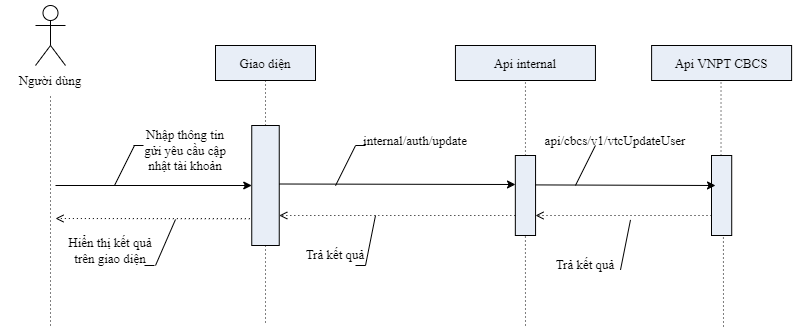 Người dùng
Giao diện
Api internal
Api VNPT CBCS
Nhập thông tin
gửi yêu cầu cập
nhật tài khoản
internal/auth/update
api/cbcs/v1/vtcUpdateUser
Hiển thị kết quả
trên giao diện
Trả kết quả
Trả kết quả